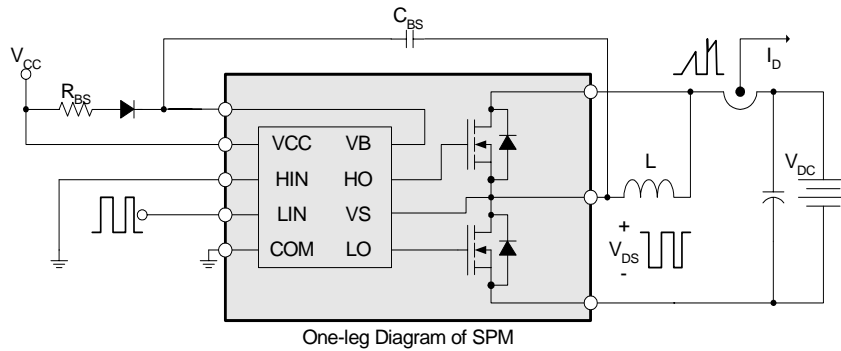 C_BS
V_CC
R_BS
I_D
VCC VB
HIN HO
LIN VS
COM LO
L
V_DC
+
V_DS
-
One-leg Diagram of SPM